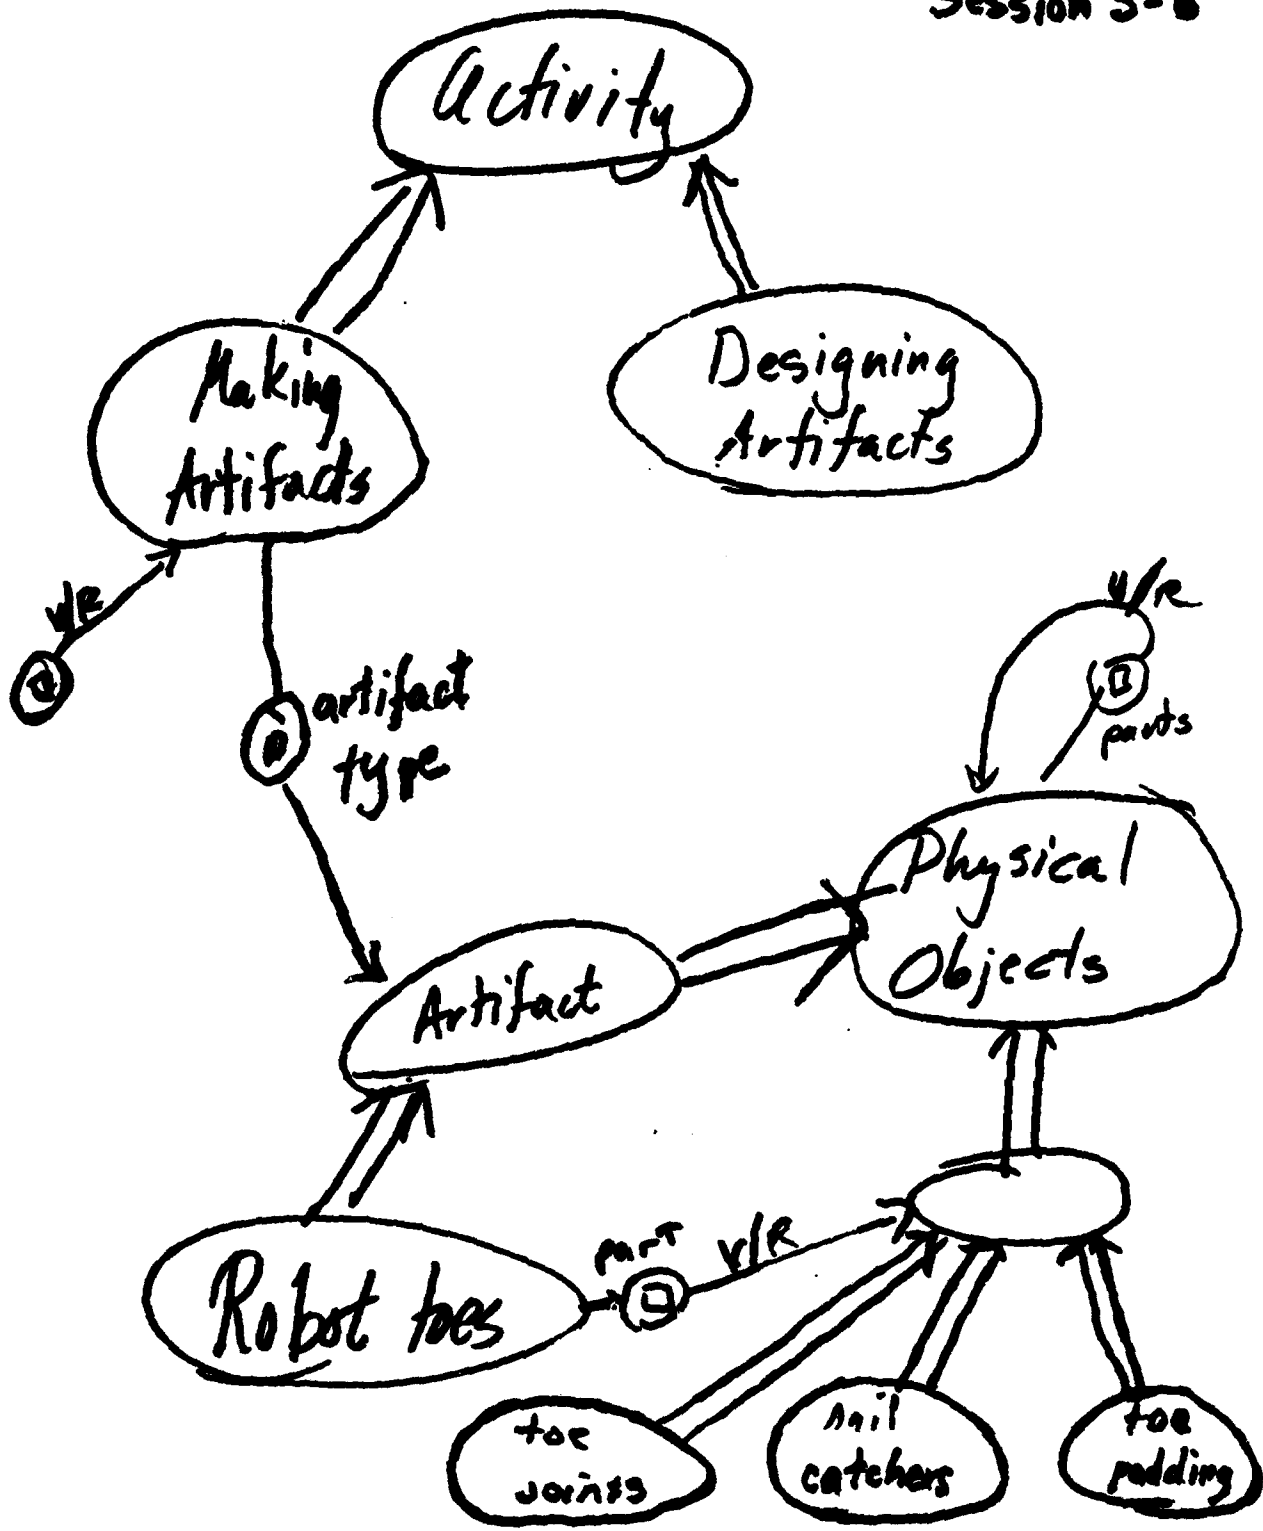 Session 3-
Activity
Making
Artifacts
Designing
Artifacts
V/R
artifact
type
V/R
parts
Physical
Objects
Artifact
Robot toes
part
V/R
toe
joints
nail
catchers
toe
padding